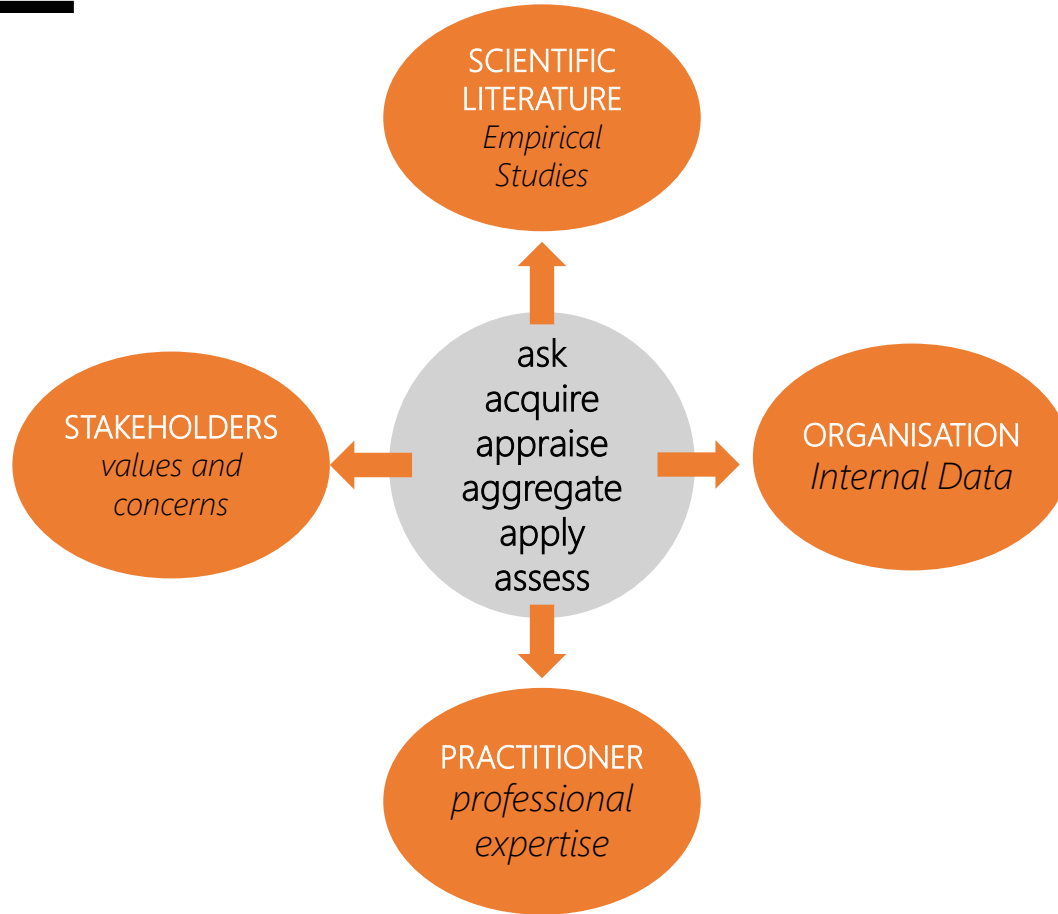 SCIENTIFIC
LITERATURE
Empirical
Studies
ask
acquire
appraise
aggregate
apply
assess
STAKEHOLDERS
values and
concerns
ORGANISATION
Internal Data
PRACTITIONER
professional
expertise